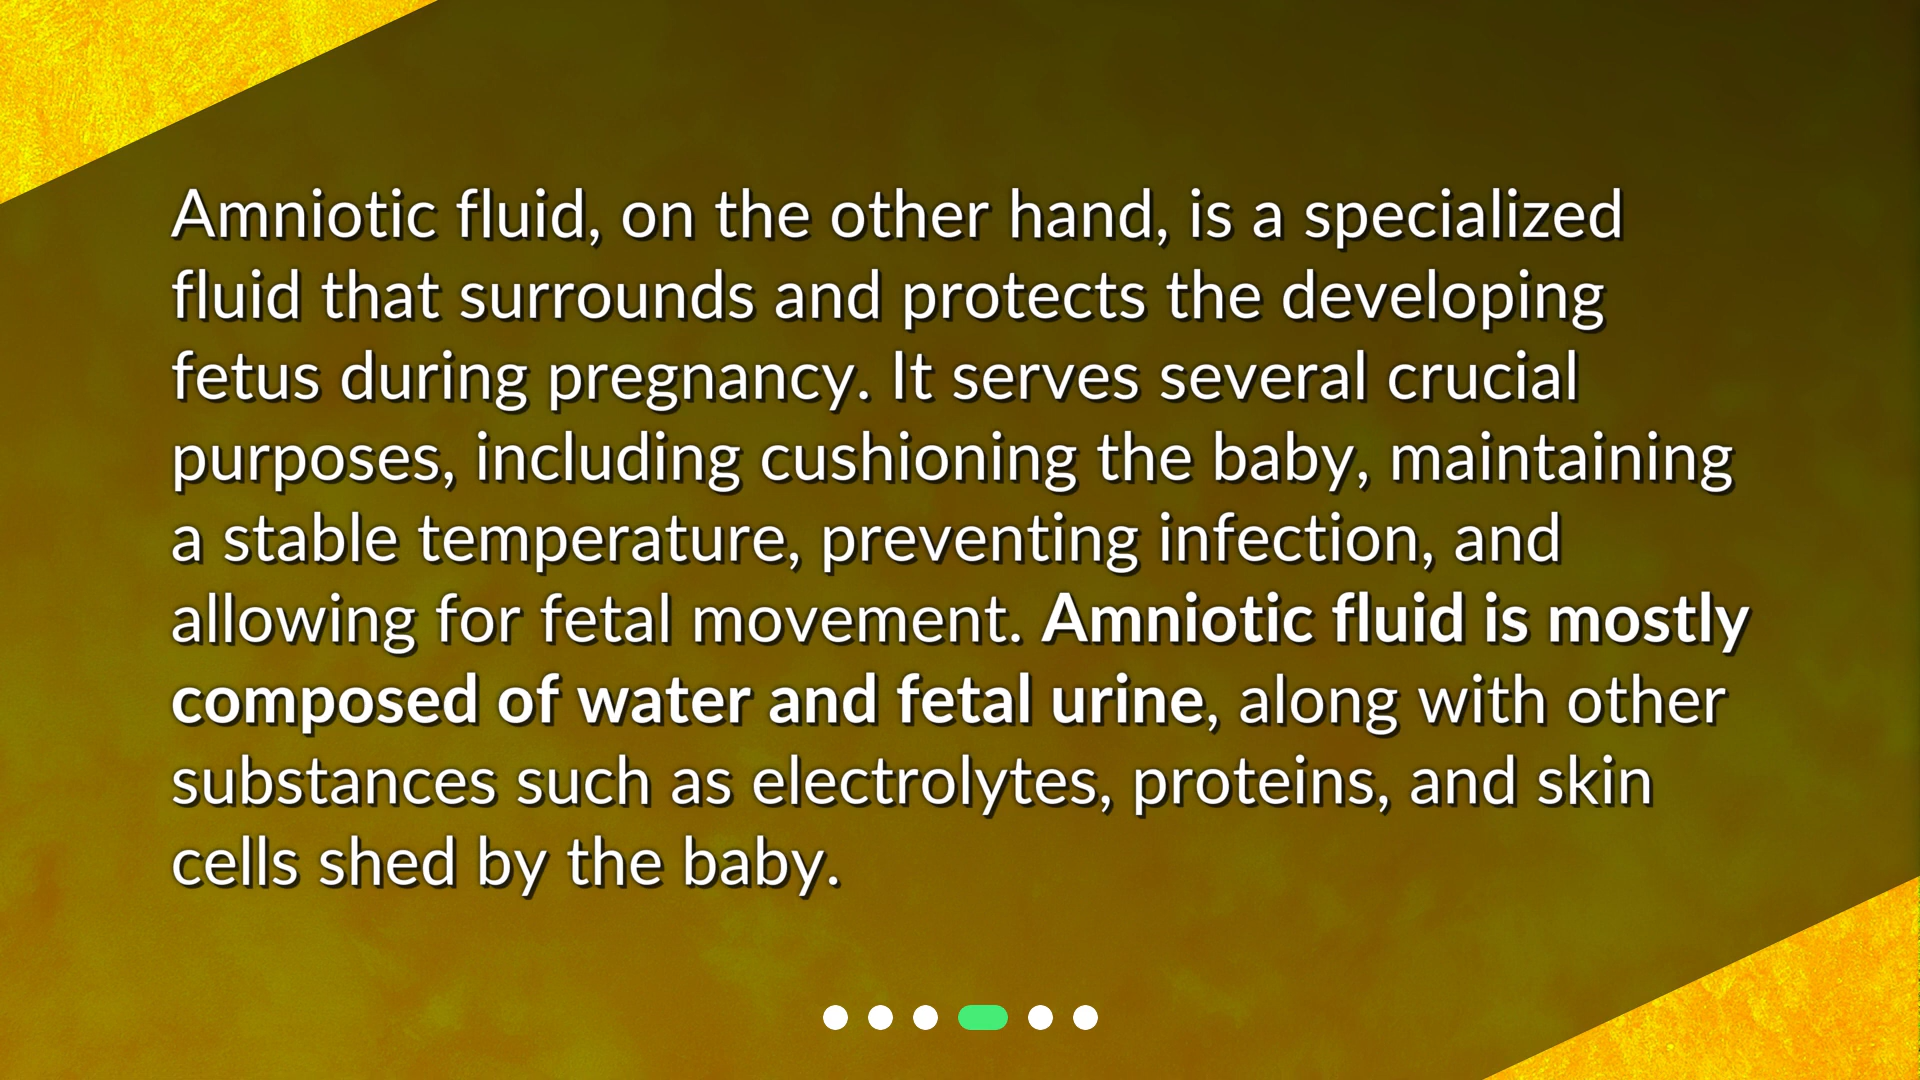 Amniotic fluid, on the other hand, is a specialized
fluid that surrounds and protects the developing
fetus during pregnancy. It serves several crucial
purposes, including cushioning the baby, maintaining
a stable temperature, preventing infection, and
allowing for fetal movement. Amniotic fluid is mostly
composed of water and fetal urine, along with other
substances such as electrolytes, proteins, and skin
cells shed by the baby.